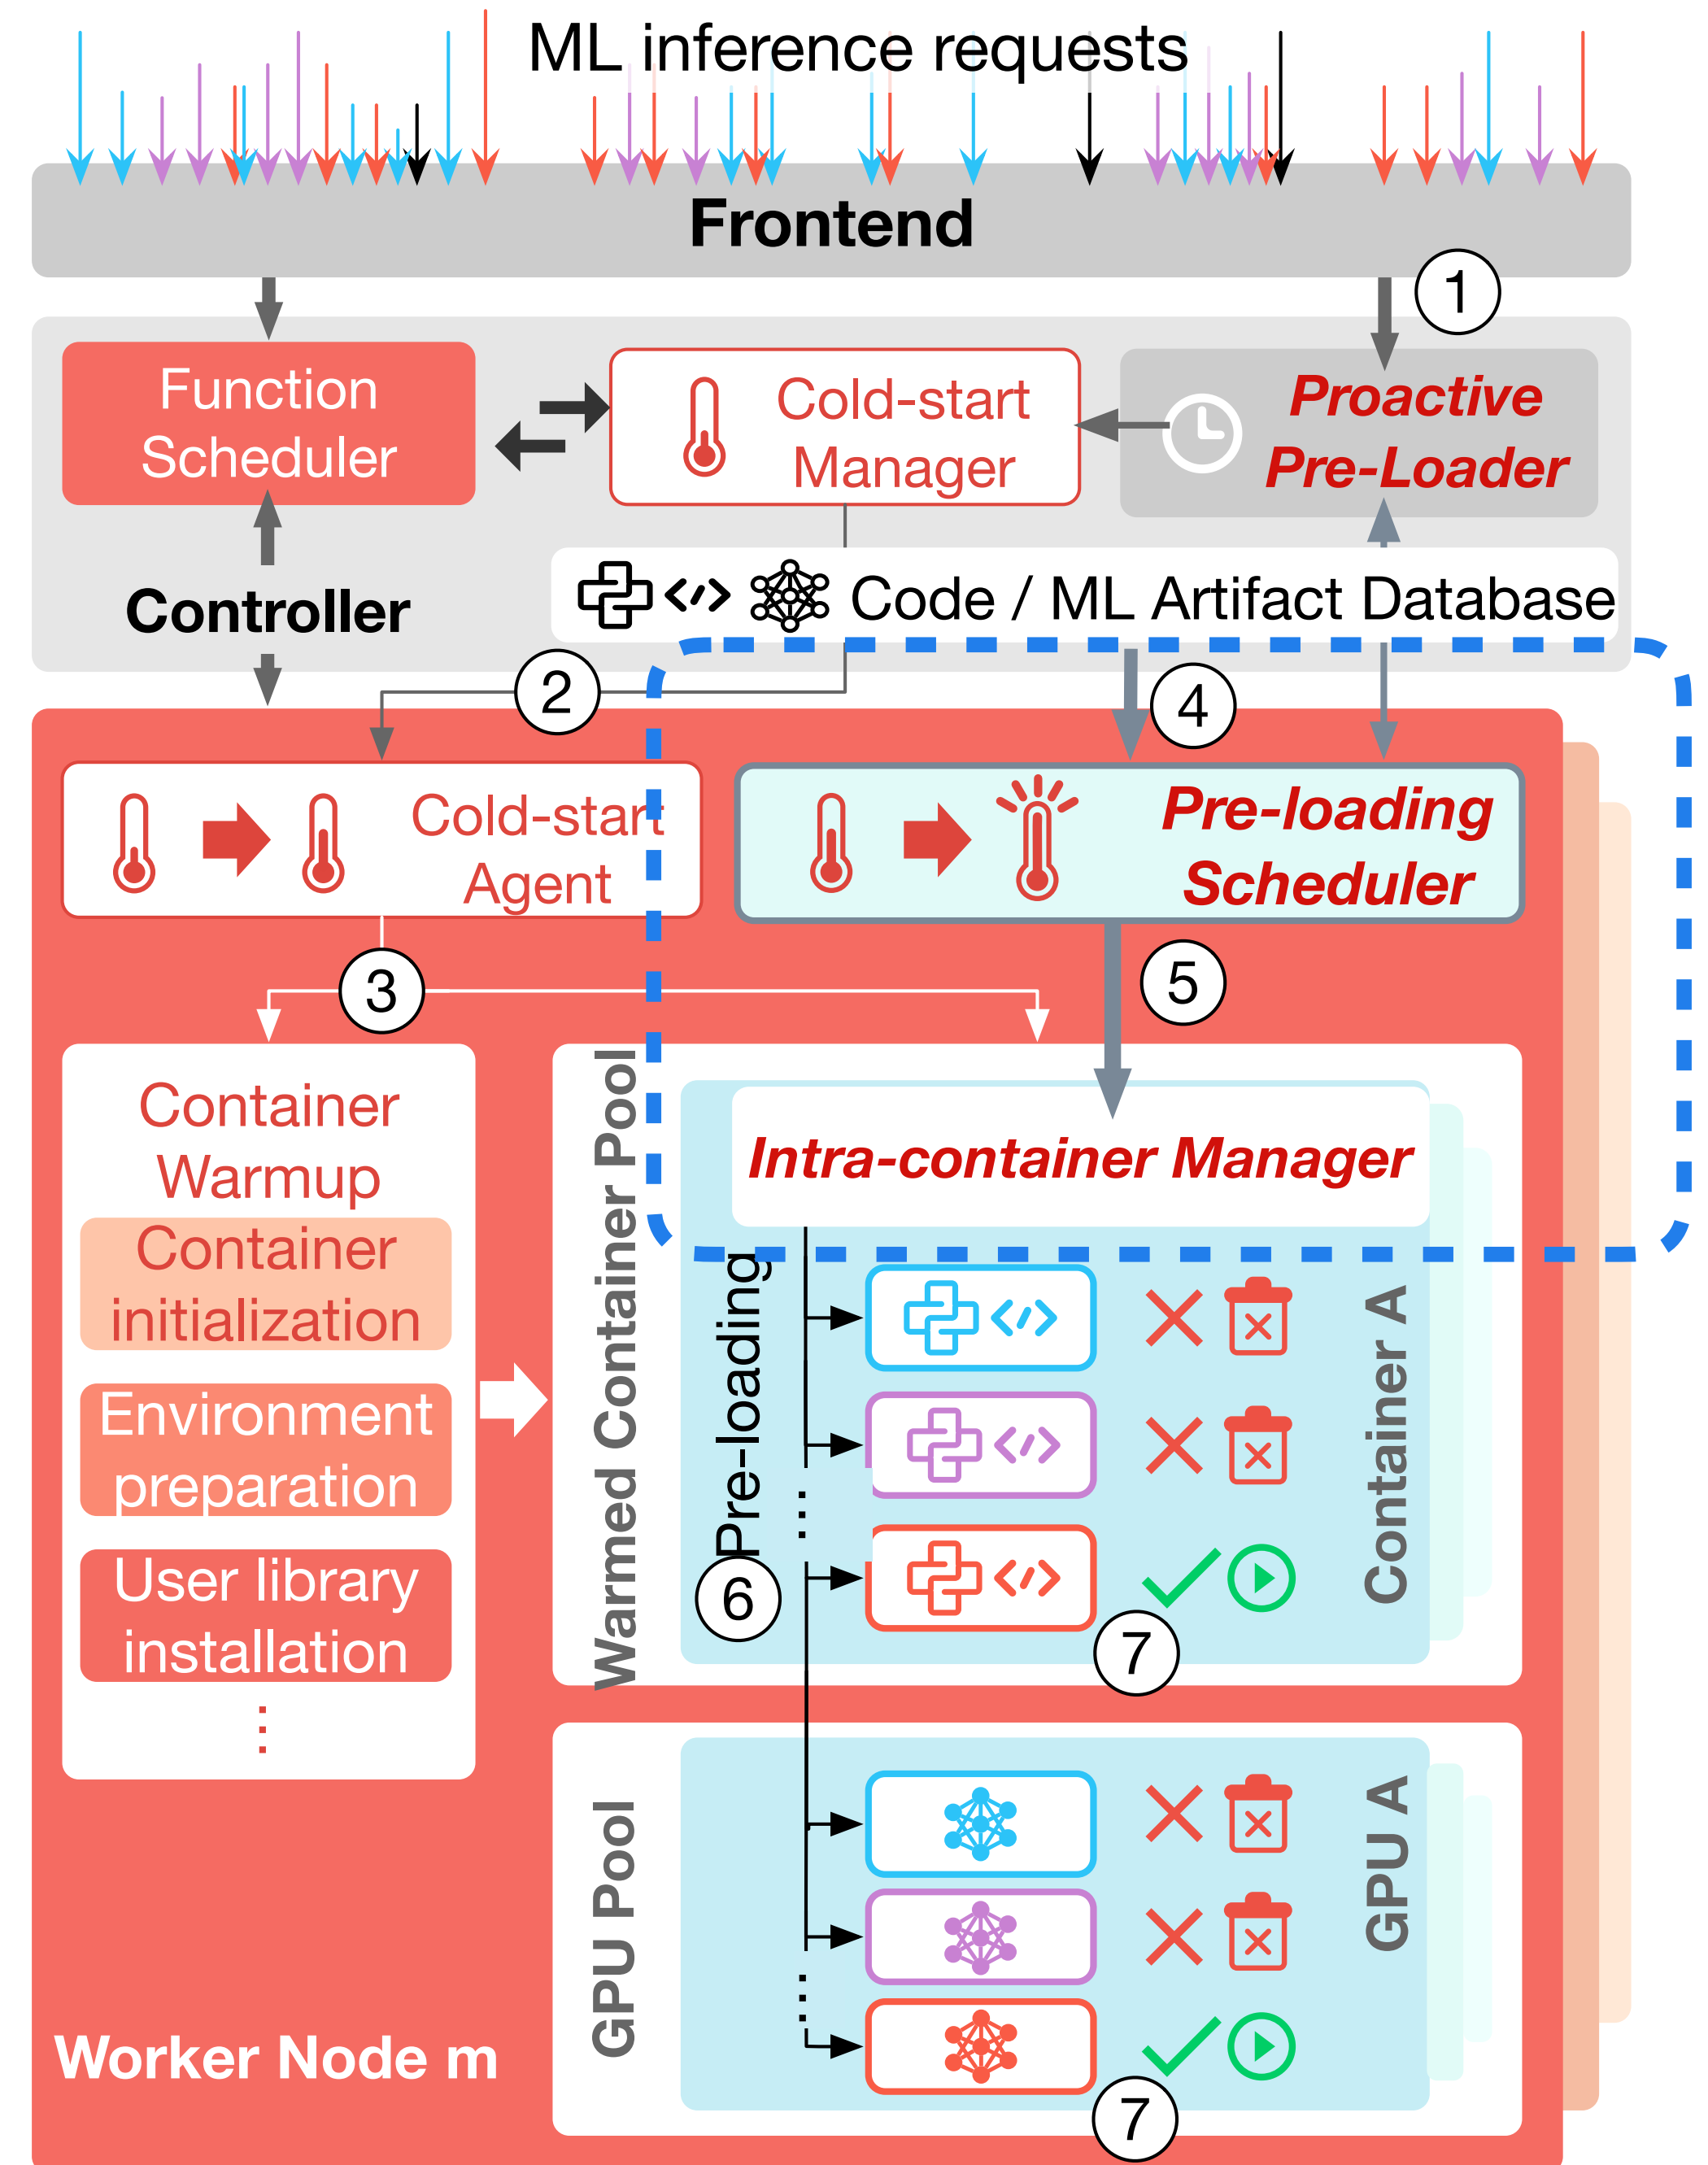 ML inference requests
Frontend
1
Function
Scheduler
Cold-start
Manager
Proactive
Pre-Loader
Controller
Code / ML Artifact Database
2
4
Cold-start
Agent
Pre-loading
Scheduler
3
5
Container
Warmup
Container
initialization
Environment
preparation
User library
installation
Warmed Container Pool
Intra-container Manager
Pre-loading
6
Container A
7
GPU Pool
GPU A
7
Worker Node m